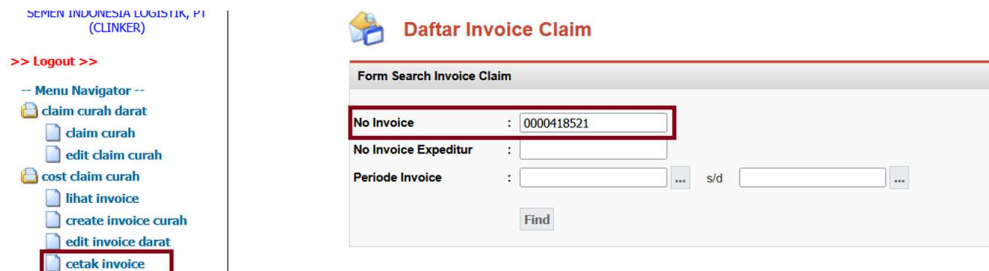 SEMEN INDONESIA LOGISTIK, PT
(CLINKER)
>> Logout >>
-- Menu Navigator --
claim curah darat
claim curah
edit claim curah
cost claim curah
lihat invoice
create invoice curah
edit invoice darat
cetak invoice
Daftar Invoice Claim
Form Search Invoice Claim
No Invoice : 0000418521
No Invoice Expeditur :
Periode Invoice : ... s/d ...
Find